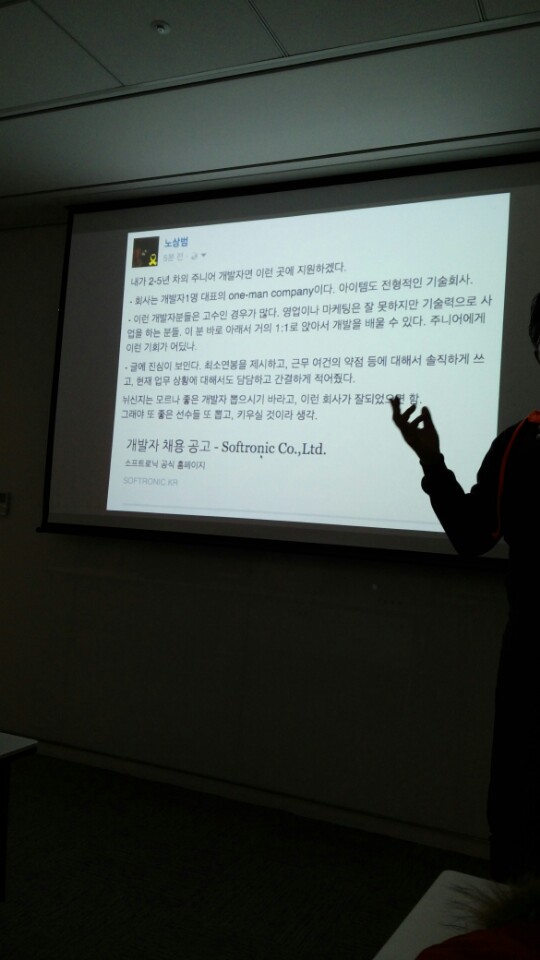 노상범
5분 전
내가 2-5년 차의 주니어 개발자면 이런 곳에 지원하겠다.
- 회사는 개발자1명 대표의 one-man company이다. 아이템도 전형적인 기술회사.
- 이런 개발자분들은 고수인 경우가 많다. 영업이나 마케팅은 잘 못하지만 기술력으로 사
업을 하는 분들. 이 분 바로 아래서 거의 1:1로 앉아서 개발을 배울 수 있다. 주니어에게
이런 기회가 어딨나.
- 글에 진심이 보인다. 최소연봉을 제시하고, 근무 여건의 약점 등에 대해서 솔직하게 쓰
고, 현재 업무 상황에 대해서도 담담하고 간결하게 적어줬다.
뉘신지는 모르나 좋은 개발자 뽑으시기 바라고, 이런 회사가 잘되었으면 함.
그래야 또 좋은 선수들 또 뽑고, 키우실 것이라 생각.
개발자 채용 공고 - Softronic Co.,Ltd.
소프트로닉 공식 홈페이지
SOFTRONIC.KR